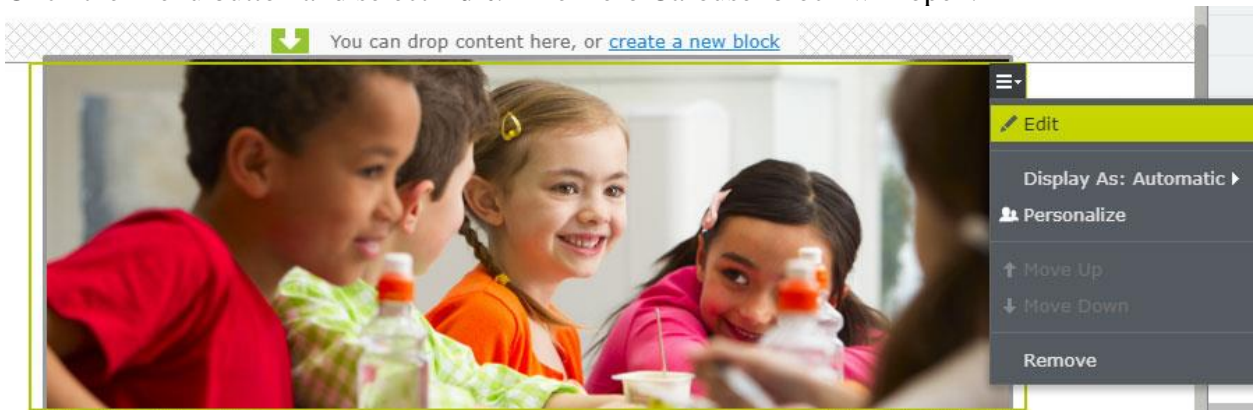 You can drop content here, or create a new block
Edit
Display As: Automatic
Personalize
Move Up
Move Down
Remove